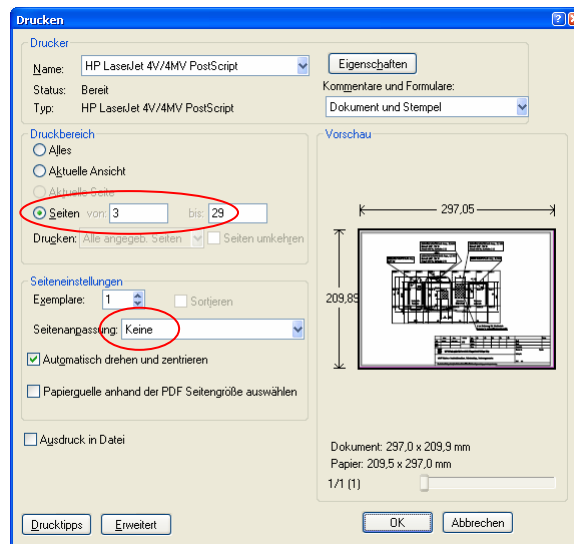 Drucken
Drucker
Name: HP LaserJet 4V/4MV PostScript Eigenschaften
Status: Bereit Kommentare und Formulare:
Typ: HP LaserJet 4V/4MV PostScript Dokument und Stempel
Druckbereich
Alles
Aktuelle Ansicht
Aktuelle Seite
Seiten von: 3 bis: 29
Drucken: Alle angegeb. Seiten Seiten umkehren
Seiteneinstellungen
Exemplare: 1 Sortieren
Seitenanpassung: Keine
Automatisch drehen und zentrieren
Papierquelle anhand der PDF Seitengröße auswählen
Ausdruck in Datei
Drucktipps Erweitert
Vorschau
297,05
209,89
Dokument: 297,0 x 209,9 mm
Papier: 209,5 x 297,0 mm
1/1 (1)
OK Abbrechen